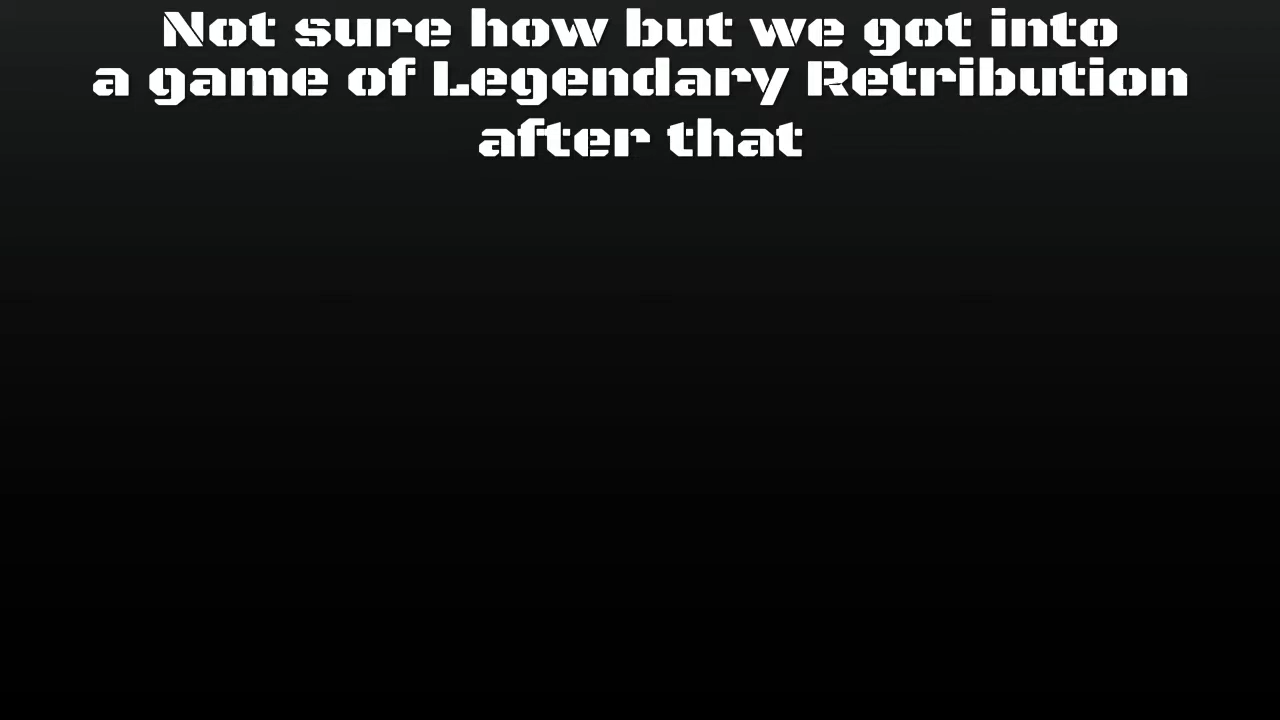 Not sure how but we got into
a game of Legendary Retribution
after that